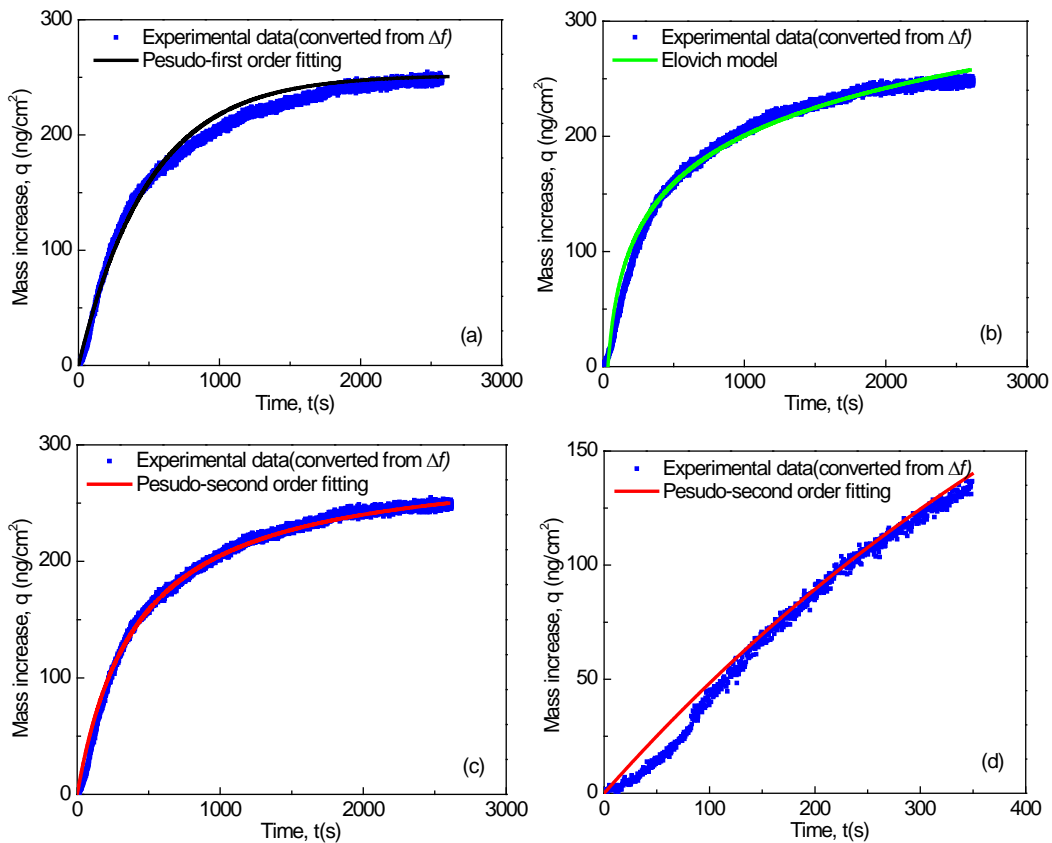 300
200
100
0
0
1000
2000
3000
Mass increase, q (ng/cm²)
Time, t(s)
Experimental data(converted from Δf)
Pesudo-first order fitting
(a)
300
200
100
0
0
1000
2000
3000
Mass increase, q (ng/cm²)
Time, t(s)
Experimental data(converted from Δf)
Elovich model
(b)
300
200
100
0
0
1000
2000
3000
Mass increase, q (ng/cm²)
Time, t(s)
Experimental data(converted from Δf)
Pesudo-second order fitting
(c)
150
100
50
0
0
100
200
300
400
Mass increase, q (ng/cm²)
Time, t(s)
Experimental data(converted from Δf)
Pesudo-second order fitting
(d)